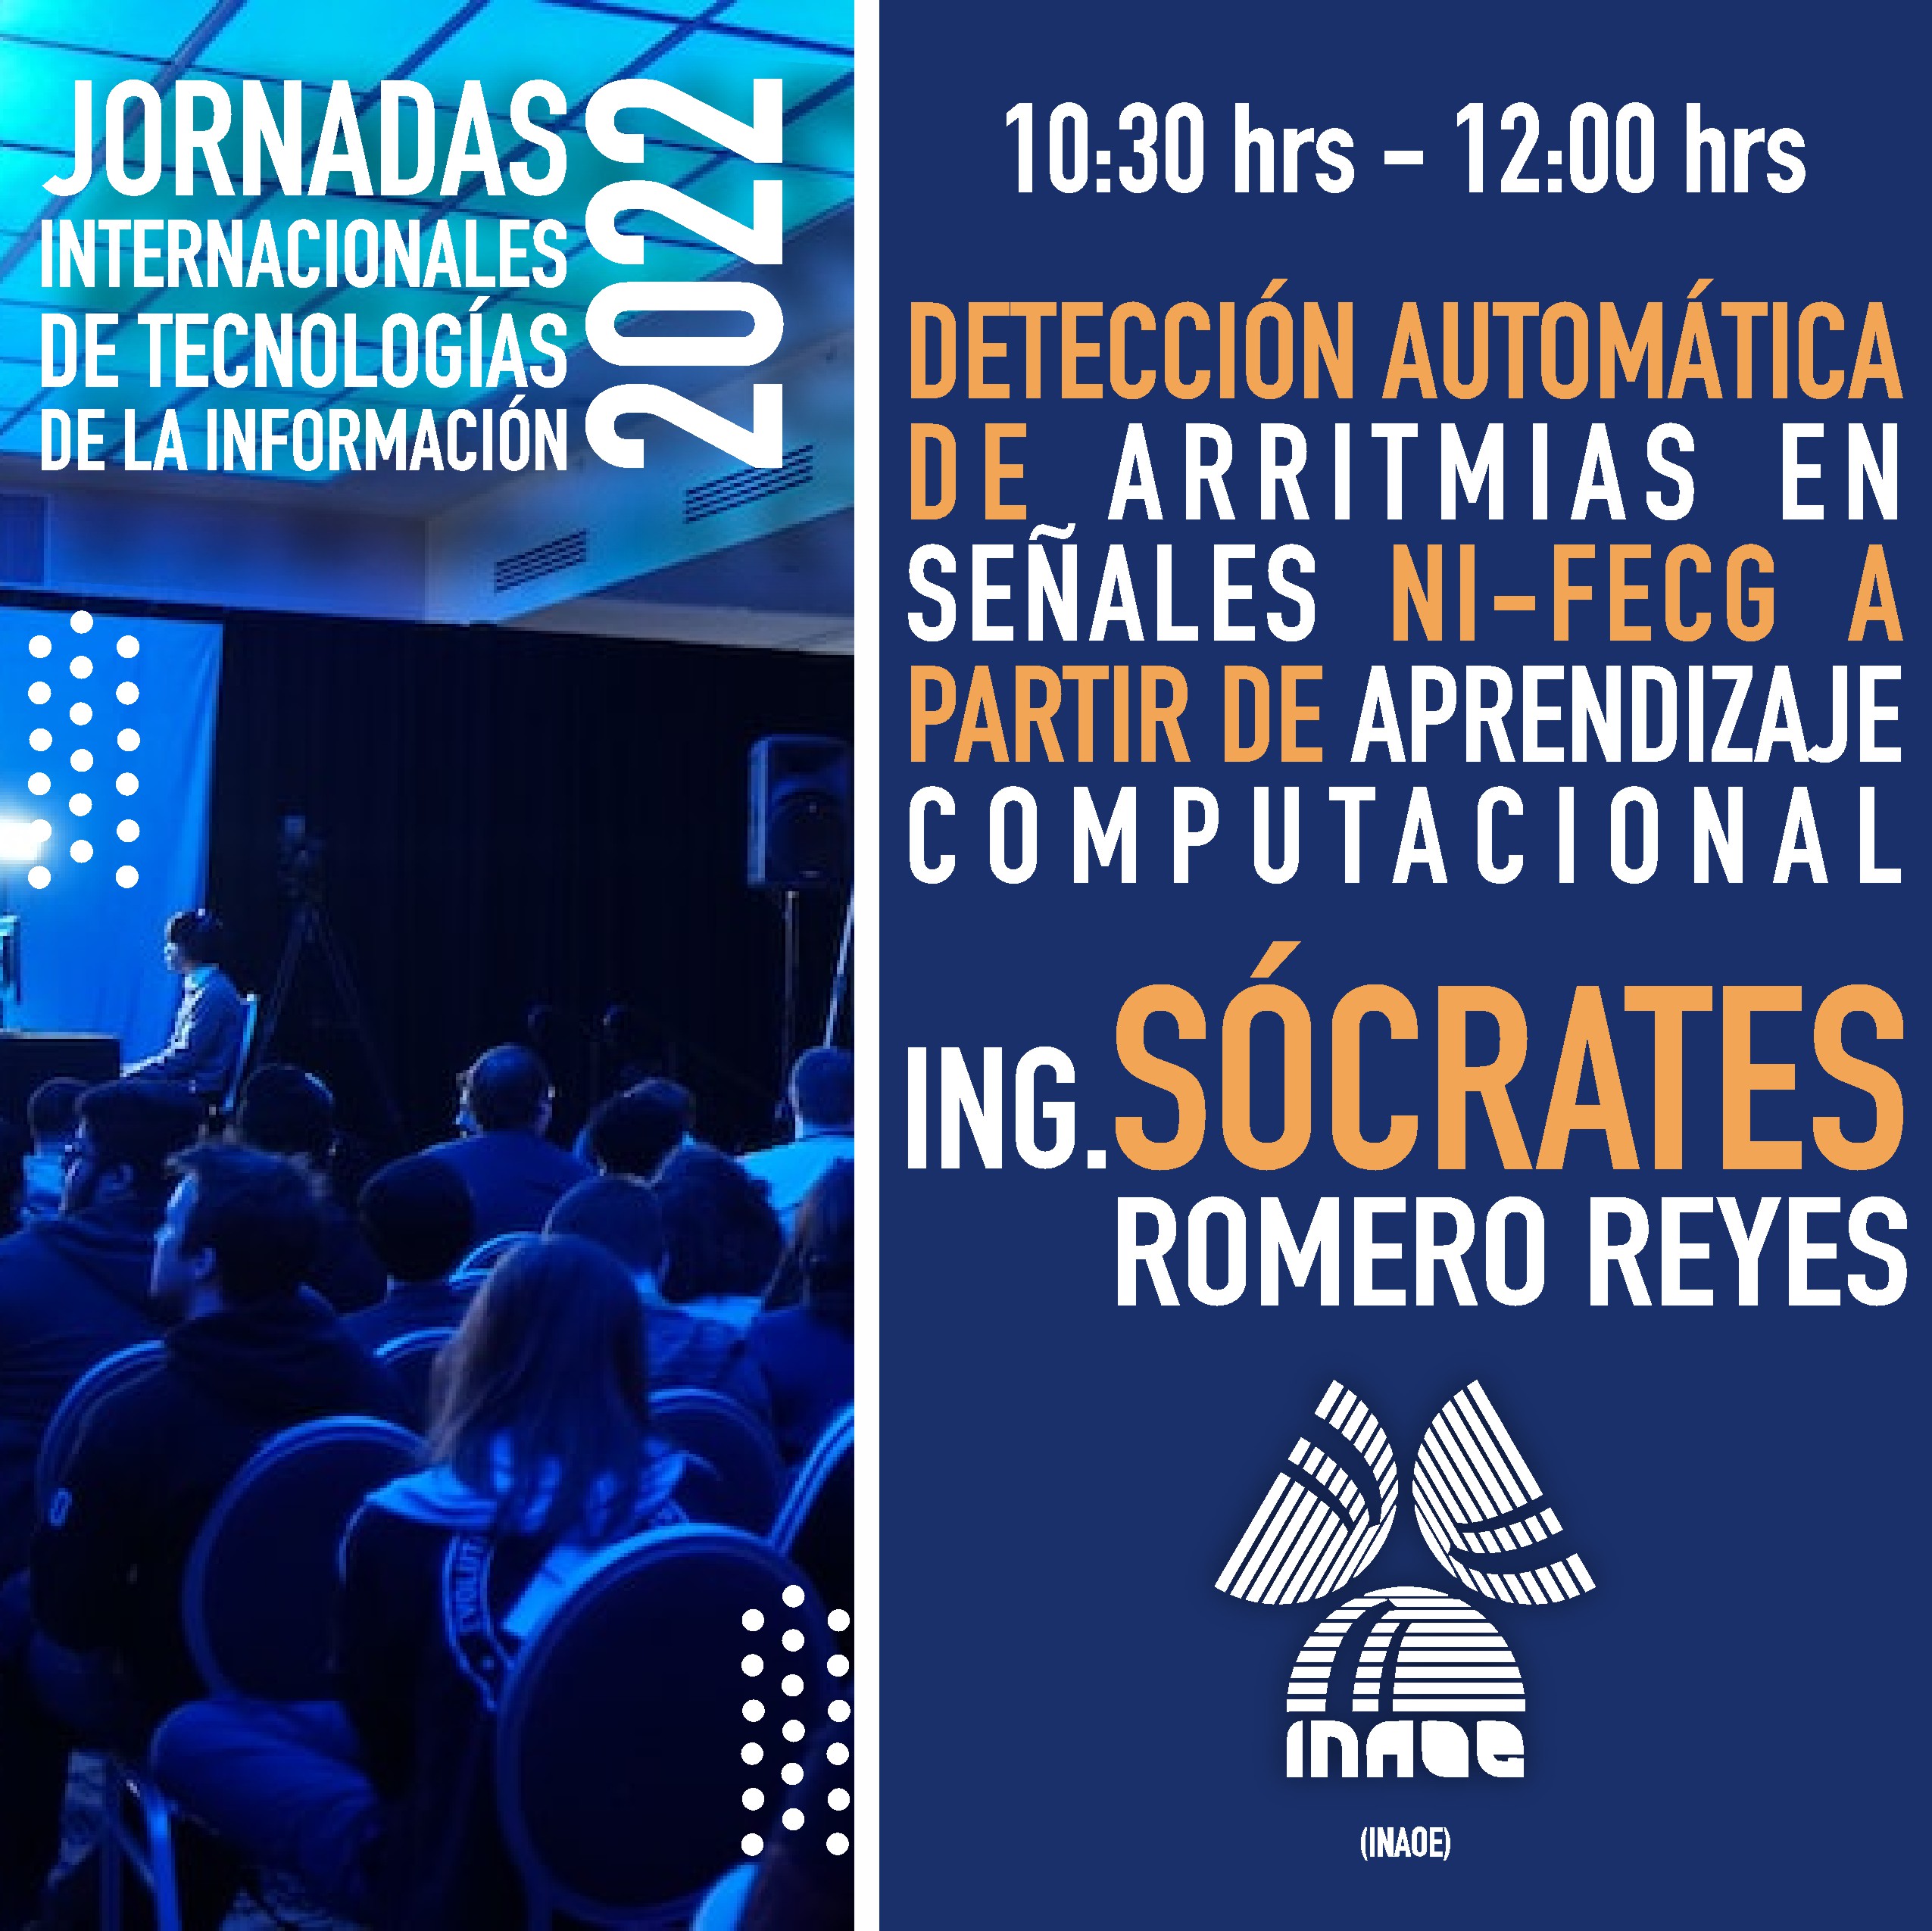 JORNADAS
INTERNACIONALES
DE TECNOLOGÍAS
DE LA INFORMACIÓN
2022
10:30 hrs – 12:00 hrs
DETECCIÓN AUTOMÁTICA
DE ARRITMIAS EN
SEÑALES NI-FECG A
PARTIR DE APRENDIZAJE
COMPUTACIONAL
ING. SÓCRATES
ROMERO REYES
INAOE
(INAOE)